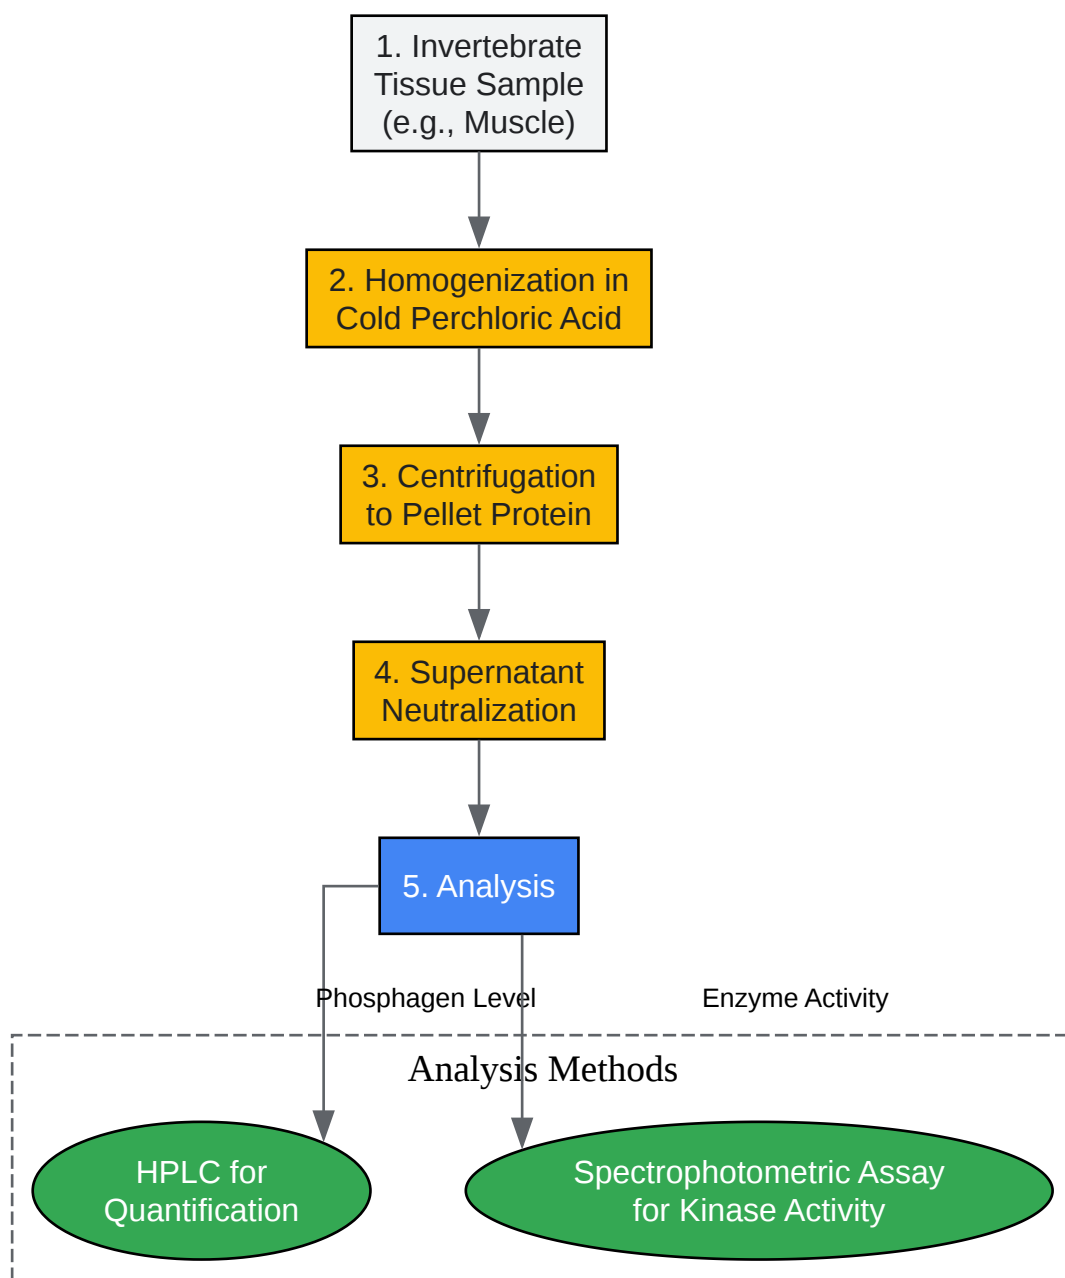 1. Invertebrate
Tissue Sample
(e.g., Muscle)
2. Homogenization in
Cold Perchloric Acid
3. Centrifugation
to Pellet Protein
4. Supernatant
Neutralization
5. Analysis
Phosphagen Level
Enzyme Activity
Analysis Methods
HPLC for
Quantification
Spectrophotometric Assay
for Kinase Activity